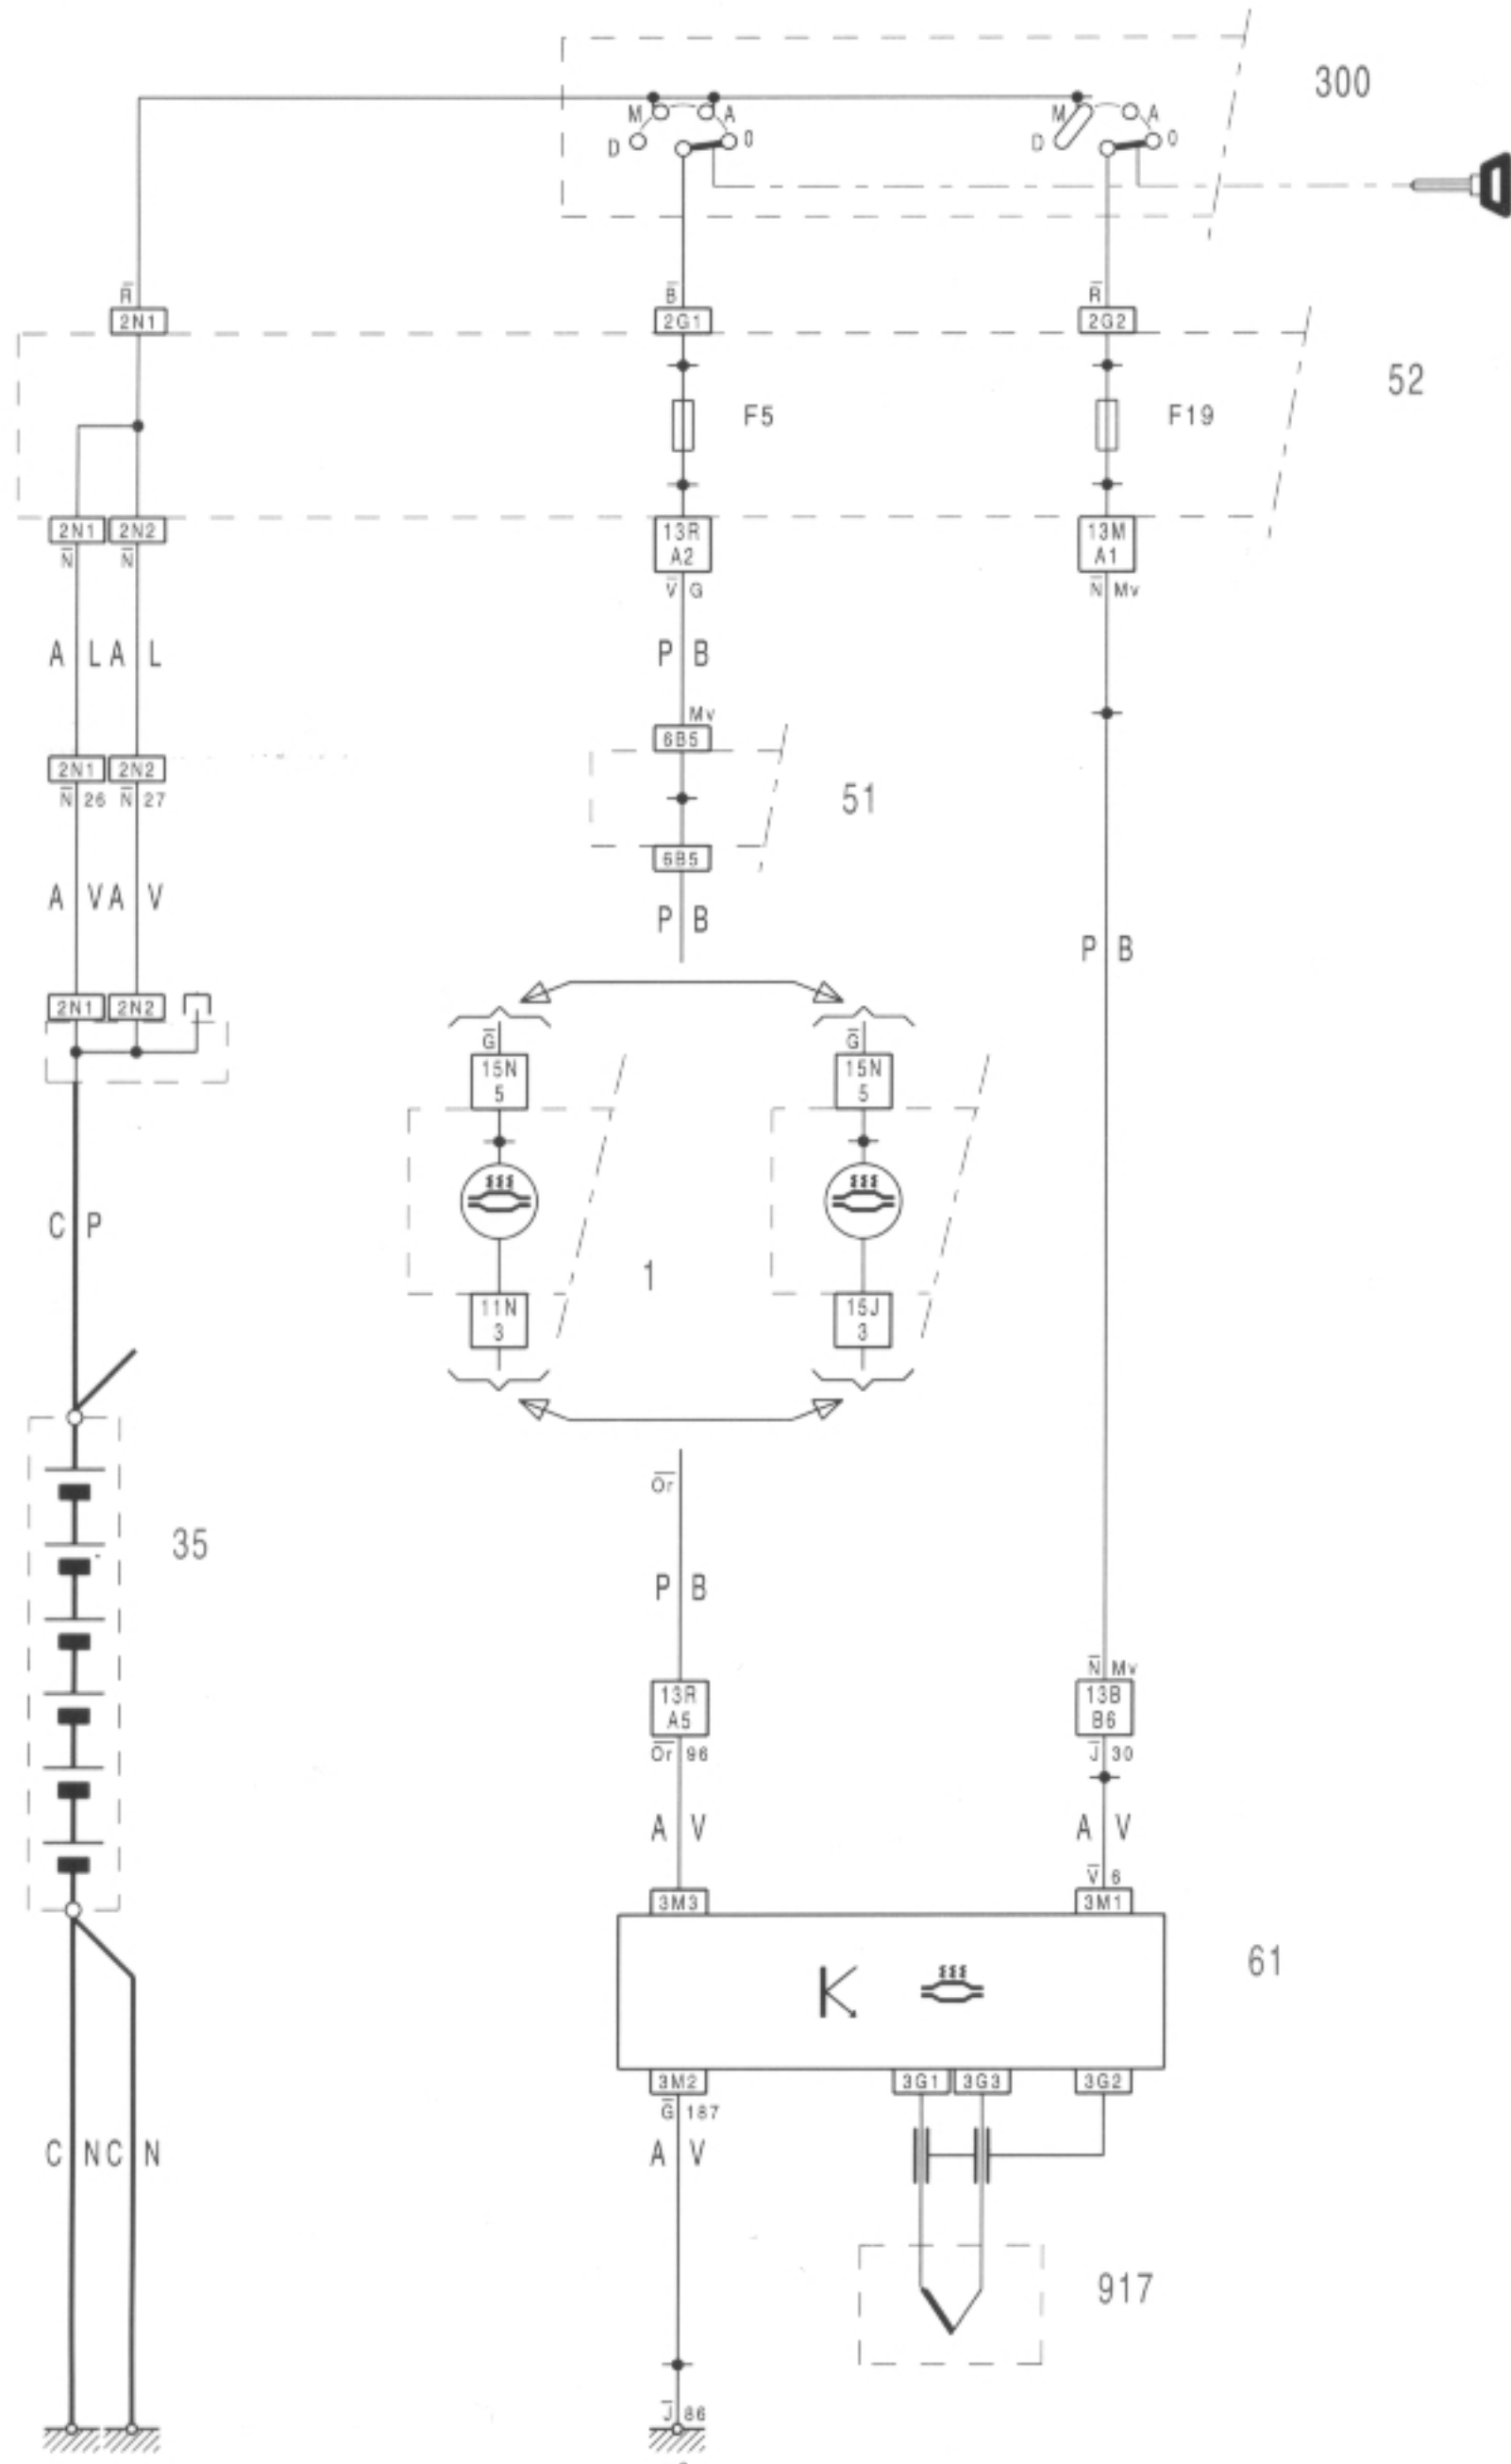 300
M A M A
D 0 D 0
R B R
2N1 2G1 2G2
52
F5 F19
2N1 2N2 13R 13M
N N A2 A1
V G N Mv
A L A L P B
Mv
2N1 2N2 6B5
N 26 N 27 51
6B5
A V A V P B
P B
2N1 2N2
G G
15N 15N
5 5
C P
1
11N 15J
3 3
Or
35
P B
N Mv
13R 13B
A5 B6
Or 96 J 30
A V A V
V 6
3M3 3M1
61
3M2 3G1 3G3 3G2
G 187
C N C N A V
917
J 86